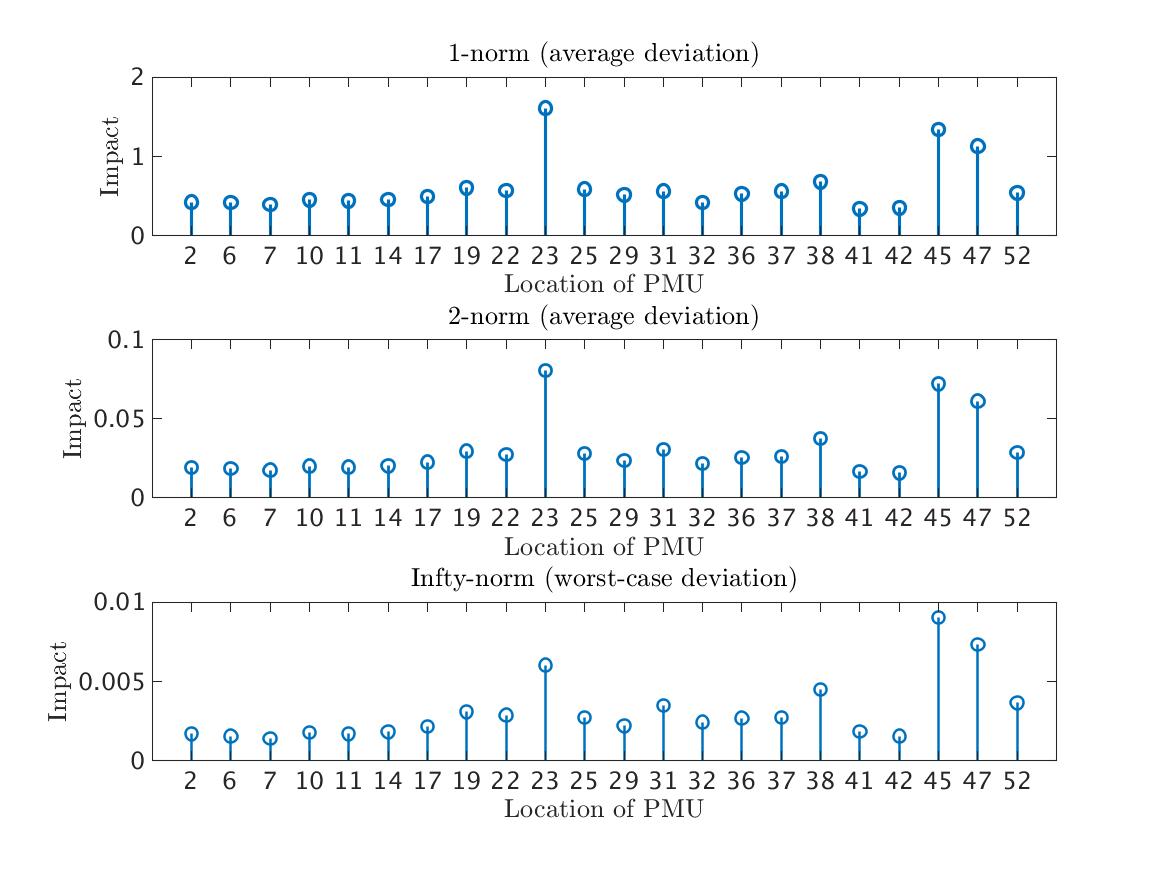 1-norm (average deviation)
2
1
0
Impact
2 6 7 10 11 14 17 19 22 23 25 29 31 32 36 37 38 41 42 45 47 52
Location of PMU
2-norm (average deviation)
0.1
0.05
0
Impact
2 6 7 10 11 14 17 19 22 23 25 29 31 32 36 37 38 41 42 45 47 52
Location of PMU
Infty-norm (worst-case deviation)
0.01
0.005
0
Impact
2 6 7 10 11 14 17 19 22 23 25 29 31 32 36 37 38 41 42 45 47 52
Location of PMU